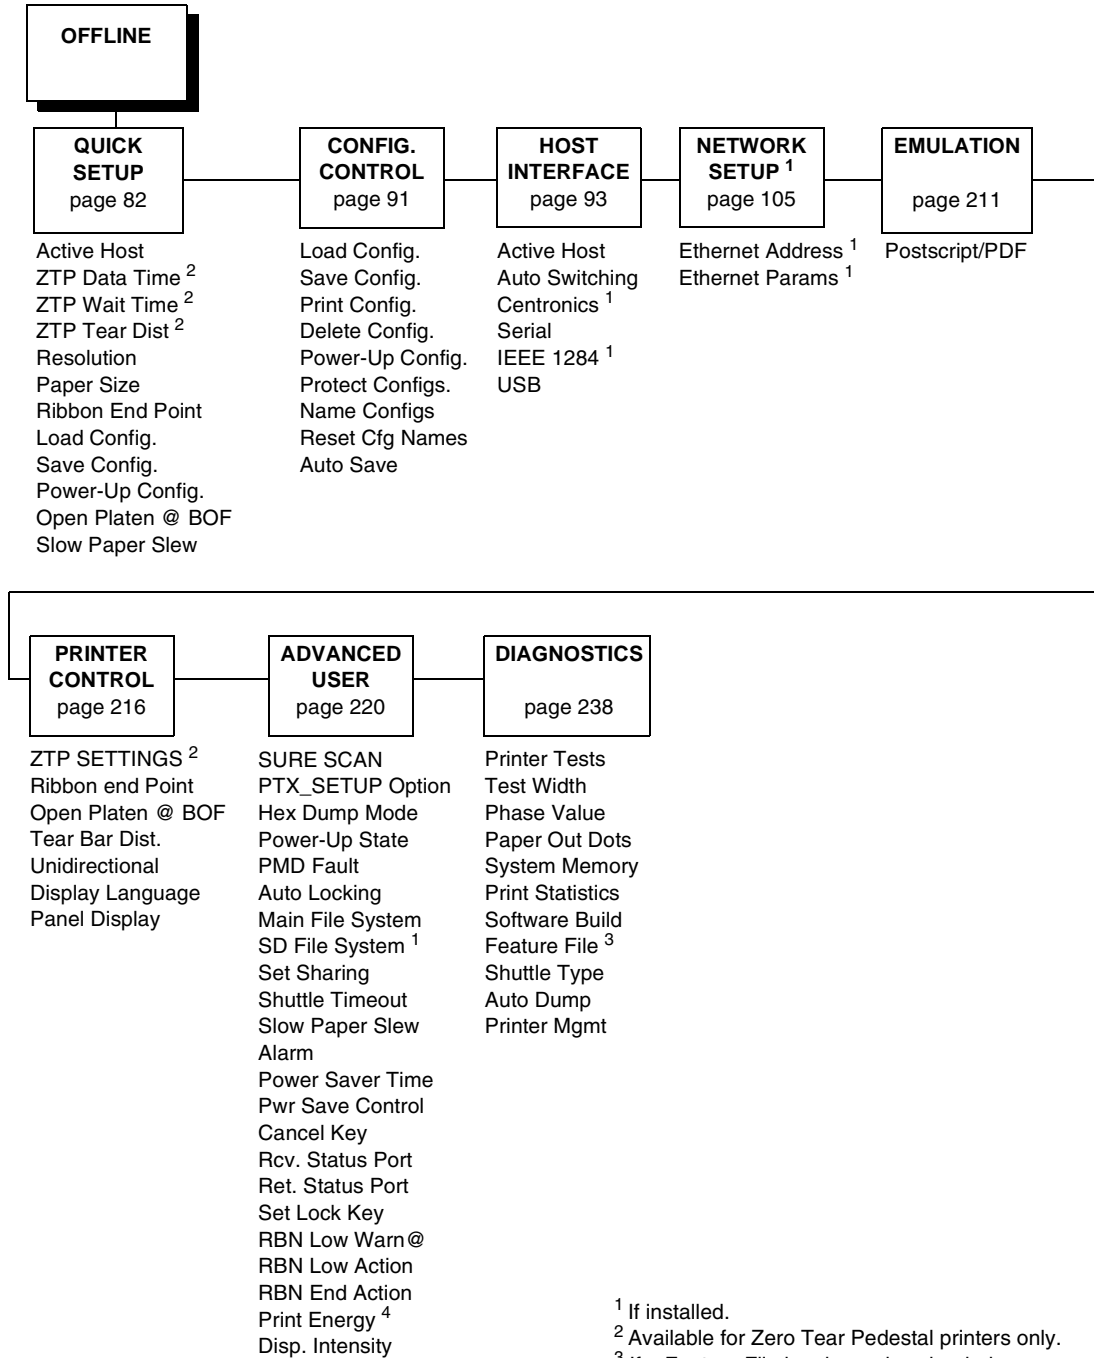 OFFLINE
QUICK
SETUP
page 82
CONFIG.
CONTROL
page 91
HOST
INTERFACE
page 93
NETWORK
SETUP 1
page 105
EMULATION
page 211
Active Host
ZTP Data Time 2
ZTP Wait Time 2
ZTP Tear Dist 2
Resolution
Paper Size
Ribbon End Point
Load Config.
Save Config.
Power-Up Config.
Open Platen @ BOF
Slow Paper Slew
Load Config.
Save Config.
Print Config.
Delete Config.
Power-Up Config.
Protect Configs.
Name Configs
Reset Cfg Names
Auto Save
Active Host
Auto Switching
Centronics 1
Serial
IEEE 1284 1
USB
Ethernet Address 1
Ethernet Params 1
Postscript/PDF
PRINTER
CONTROL
page 216
ADVANCED
USER
page 220
DIAGNOSTICS
page 238
ZTP SETTINGS 2
Ribbon end Point
Open Platen @ BOF
Tear Bar Dist.
Unidirectional
Display Language
Panel Display
SURE SCAN
PTX_SETUP Option
Hex Dump Mode
Power-Up State
PMD Fault
Auto Locking
Main File System
SD File System 1
Set Sharing
Shuttle Timeout
Slow Paper Slew
Alarm
Power Saver Time
Pwr Save Control
Cancel Key
Rcv. Status Port
Ret. Status Port
Set Lock Key
RBN Low Warn@
RBN Low Action
RBN End Action
Print Energy 4
Disp. Intensity
Printer Tests
Test Width
Phase Value
Paper Out Dots
System Memory
Print Statistics
Software Build
Feature File 3
Shuttle Type
Auto Dump
Printer Mgmt
1 If installed.
2 Available for Zero Tear Pedestal printers only.
3